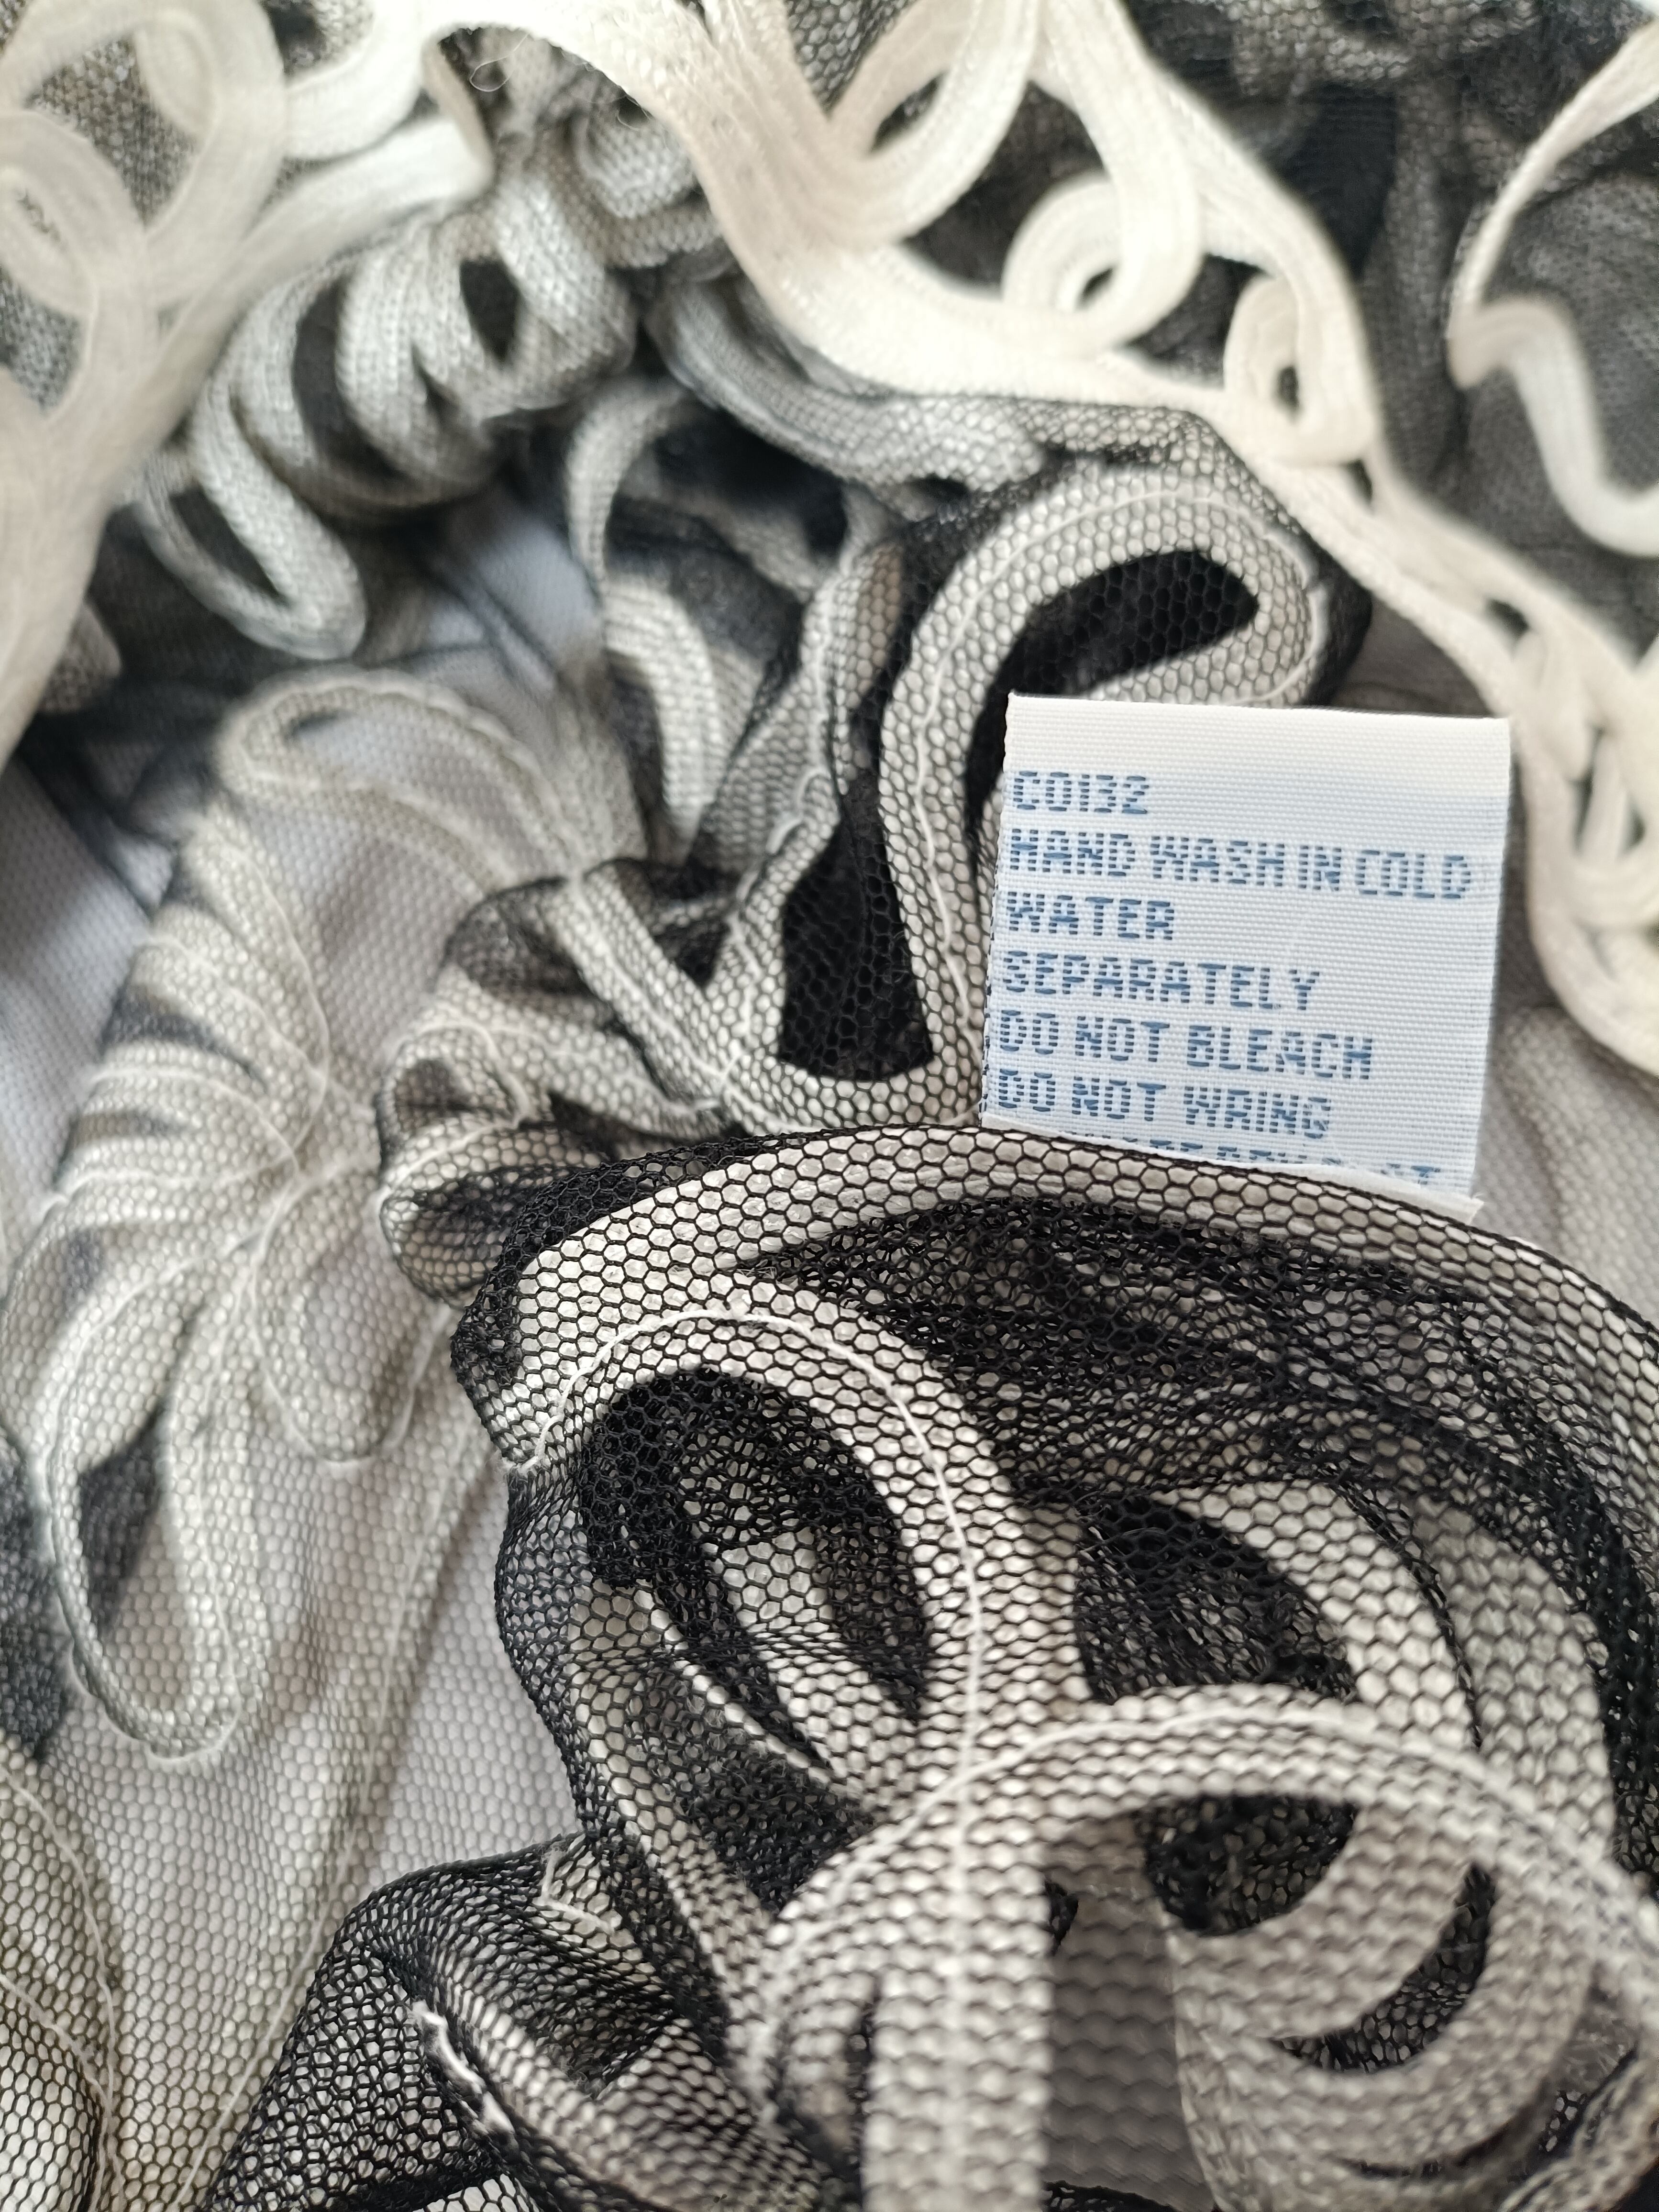 C0132
HAND WASH IN COLD
WATER
SEPARATELY
DO NOT BLEACH
DO NOT WRING